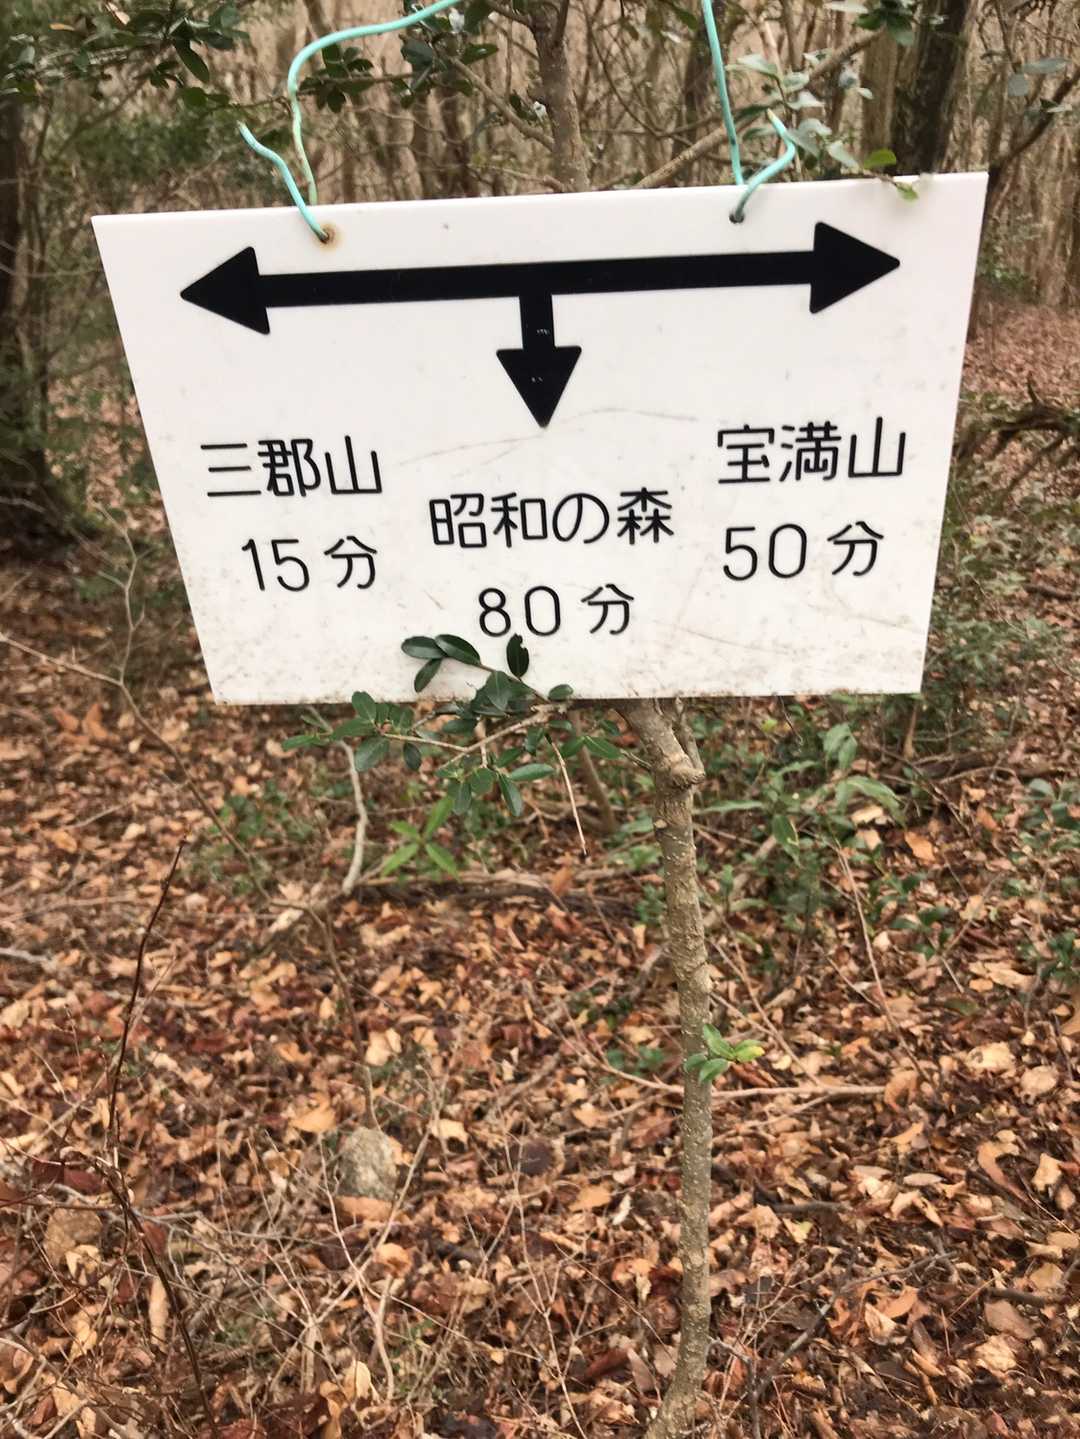 三郡山
15分
昭和の森
80分
宝満山
50分